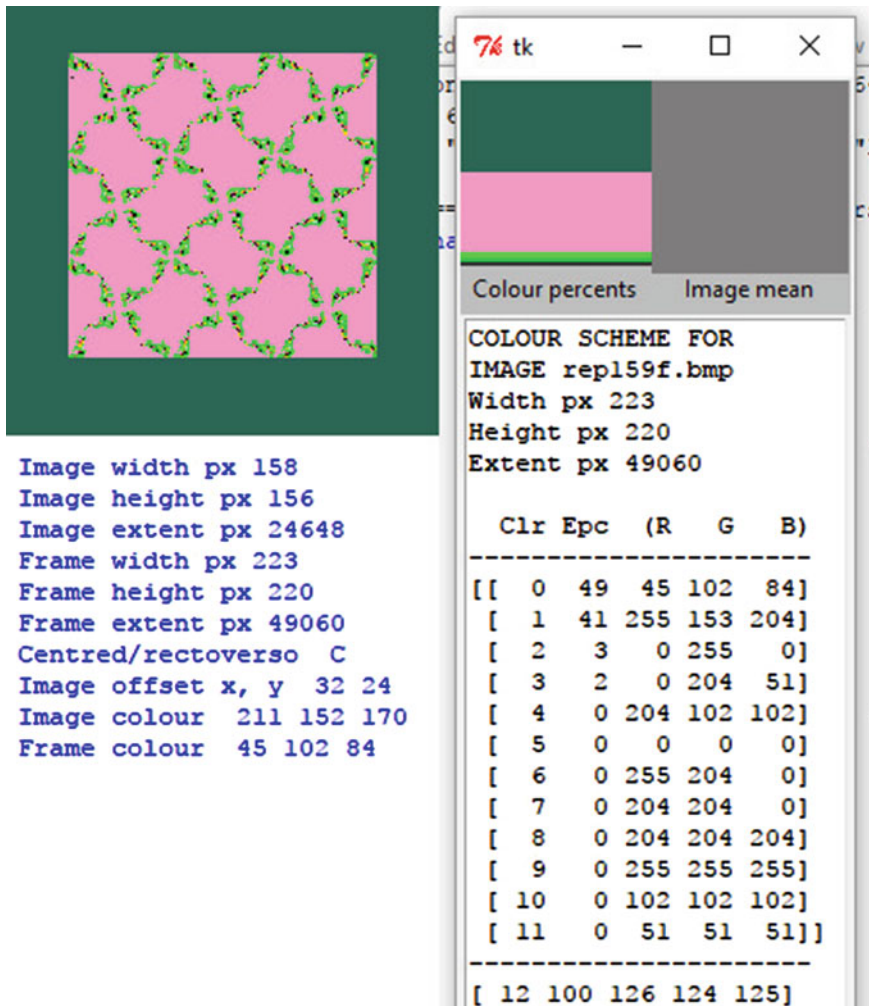 Image width px 158
Image height px 156
Image extent px 24648
Frame width px 223
Frame height px 220
Frame extent px 49060
Centred/rectoverso  C
Image offset x, y  32 24
Image colour  211 152 170
Frame colour  45 102 84
tk
Colour percents Image mean
COLOUR SCHEME FOR
IMAGE rep159f.bmp
Width px 223
Height px 220
Extent px 49060
Clr Epc (R G B)
----------------------
[[ 0 49 45 102 84]
[ 1 41 255 153 204]
[ 2 3 0 255 0]
[ 3 2 0 204 51]
[ 4 0 204 102 102]
[ 5 0 0 0 0]
[ 6 0 255 204 0]
[ 7 0 204 204 0]
[ 8 0 204 204 204]
[ 9 0 255 255 255]
[ 10 0 102 102 102]
[ 11 0 51 51 51]]
----------------------
[ 12 100 126 124 125]